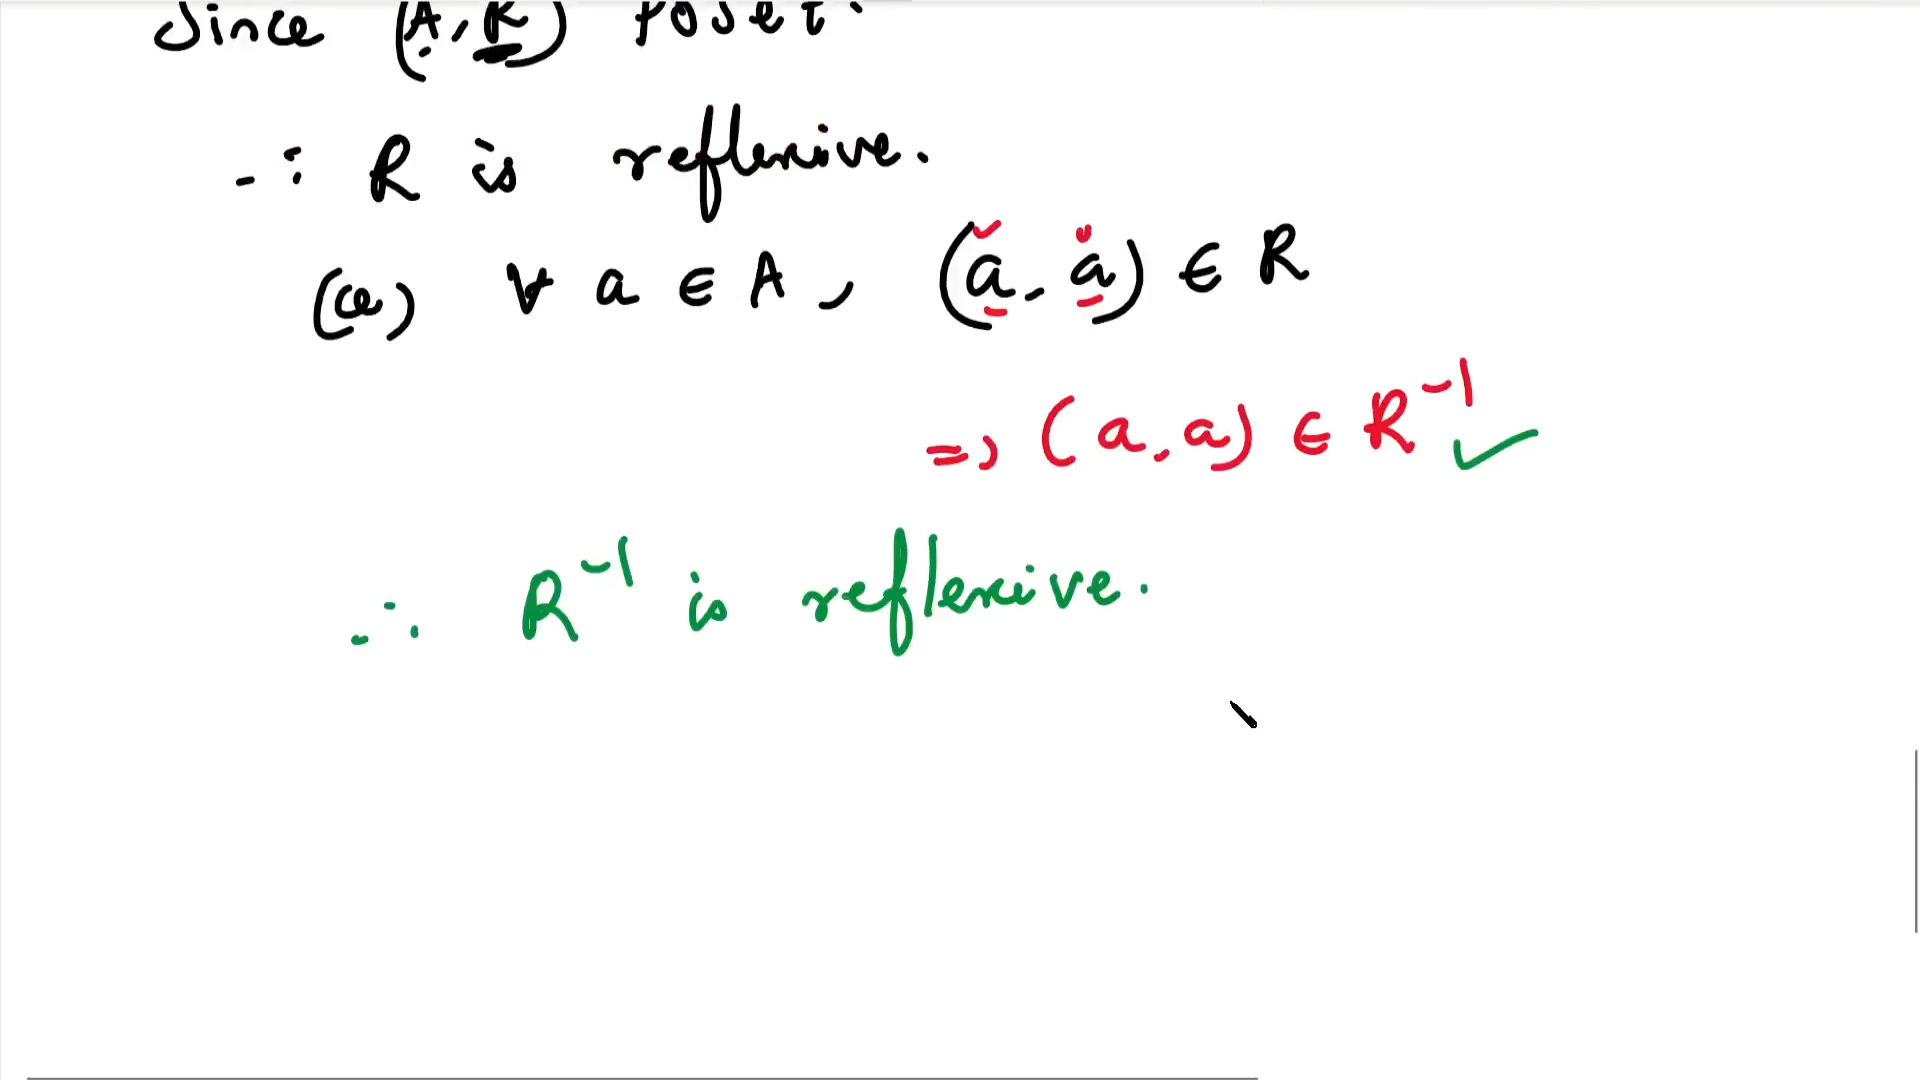 Since (A, R) poset.
∴ R is reflexive.
(ie) ∀ a ∈ A, (a, a) ∈ R
⇒ (a, a) ∈ R⁻¹ ✓
∴ R⁻¹ is reflexive.